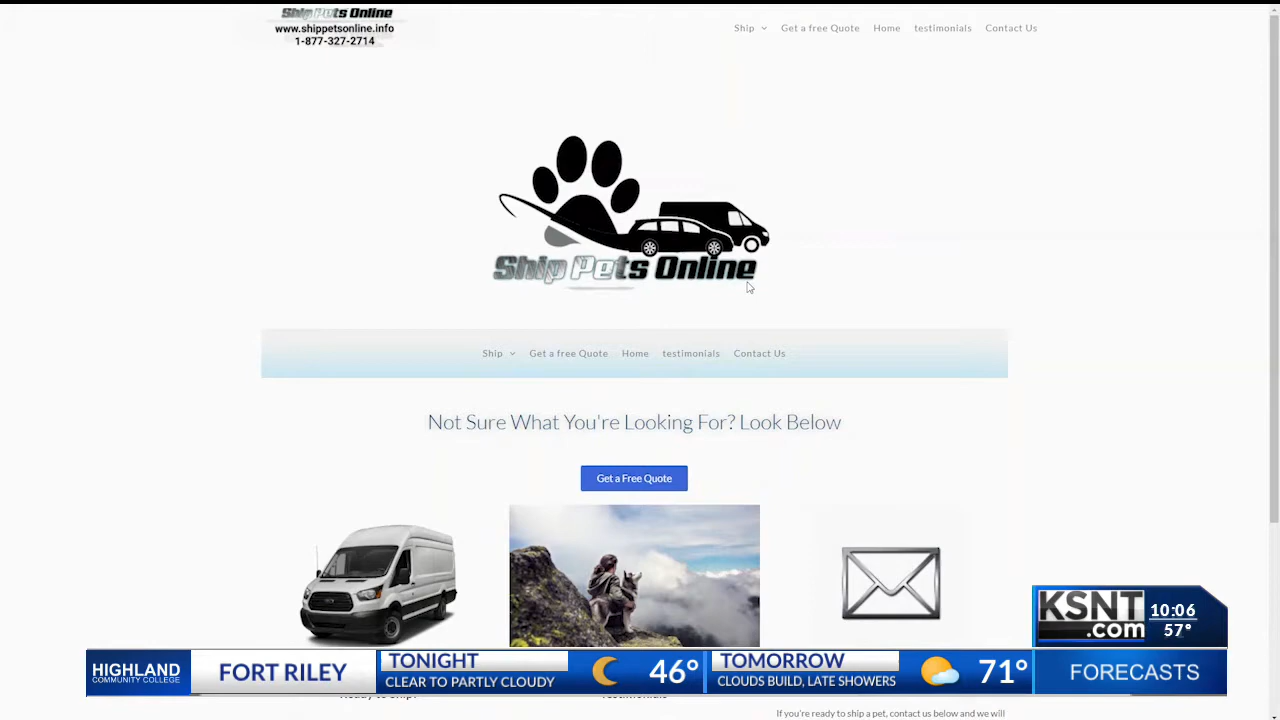 Ship Pets Online
www.shippetsonline.info
1-877-327-2714
Ship Get a free Quote Home testimonials Contact Us
Ship Pets Online
Ship Get a free Quote Home testimonials Contact Us
Not Sure What You're Looking For? Look Below
Get a Free Quote
KSNT
.com
10:06
57°
HIGHLAND
COMMUNITY COLLEGE
FORT RILEY
TONIGHT
CLEAR TO PARTLY CLOUDY
46°
TOMORROW
CLOUDS BUILD, LATE SHOWERS
71°
FORECASTS
If you're ready to ship a pet, contact us below and we will